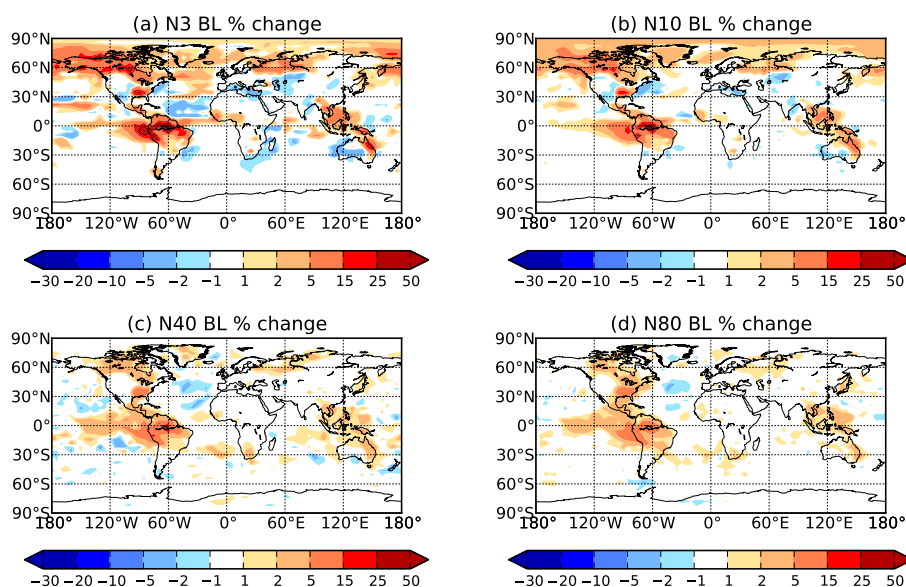 (a) N3 BL % change
(b) N10 BL % change
90°N
60°N
30°N
0°
30°S
60°S
90°S
180° 120°W 60°W 0° 60°E 120°E 180°
90°N
60°N
30°N
0°
30°S
60°S
90°S
180° 120°W 60°W 0° 60°E 120°E 180°
−30 −20 −10 −5 −2 −1 1 2 5 15 25 50
−30 −20 −10 −5 −2 −1 1 2 5 15 25 50
(c) N40 BL % change
(d) N80 BL % change
90°N
60°N
30°N
0°
30°S
60°S
90°S
180° 120°W 60°W 0° 60°E 120°E 180°
90°N
60°N
30°N
0°
30°S
60°S
90°S
180° 120°W 60°W 0° 60°E 120°E 180°
−30 −20 −10 −5 −2 −1 1 2 5 15 25 50
−30 −20 −10 −5 −2 −1 1 2 5 15 25 50